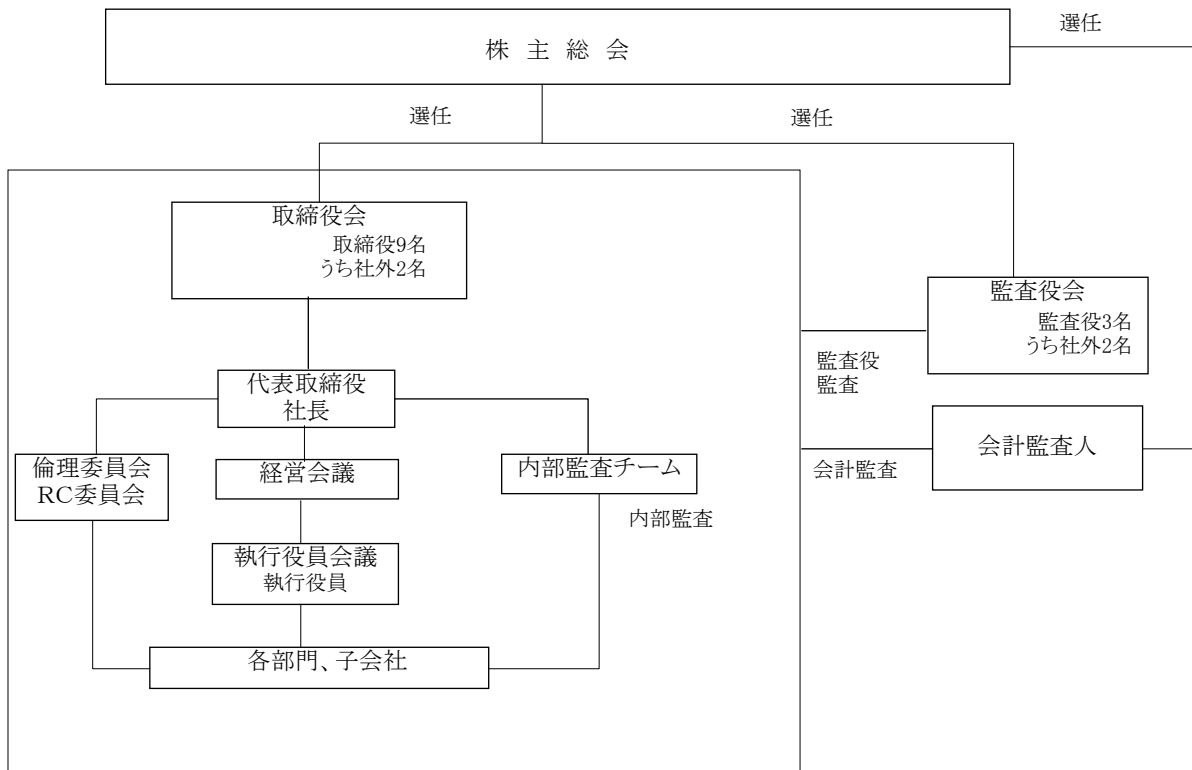 選任
株 主 総 会
選任
選任
取締役会
取締役9名
うち社外2名
監査役会
監査役3名
うち社外2名
監査役
監査
代表取締役
社長
会計監査人
会計監査
倫理委員会
RC委員会
経営会議
内部監査チーム
内部監査
執行役員会議
執行役員
各部門、子会社